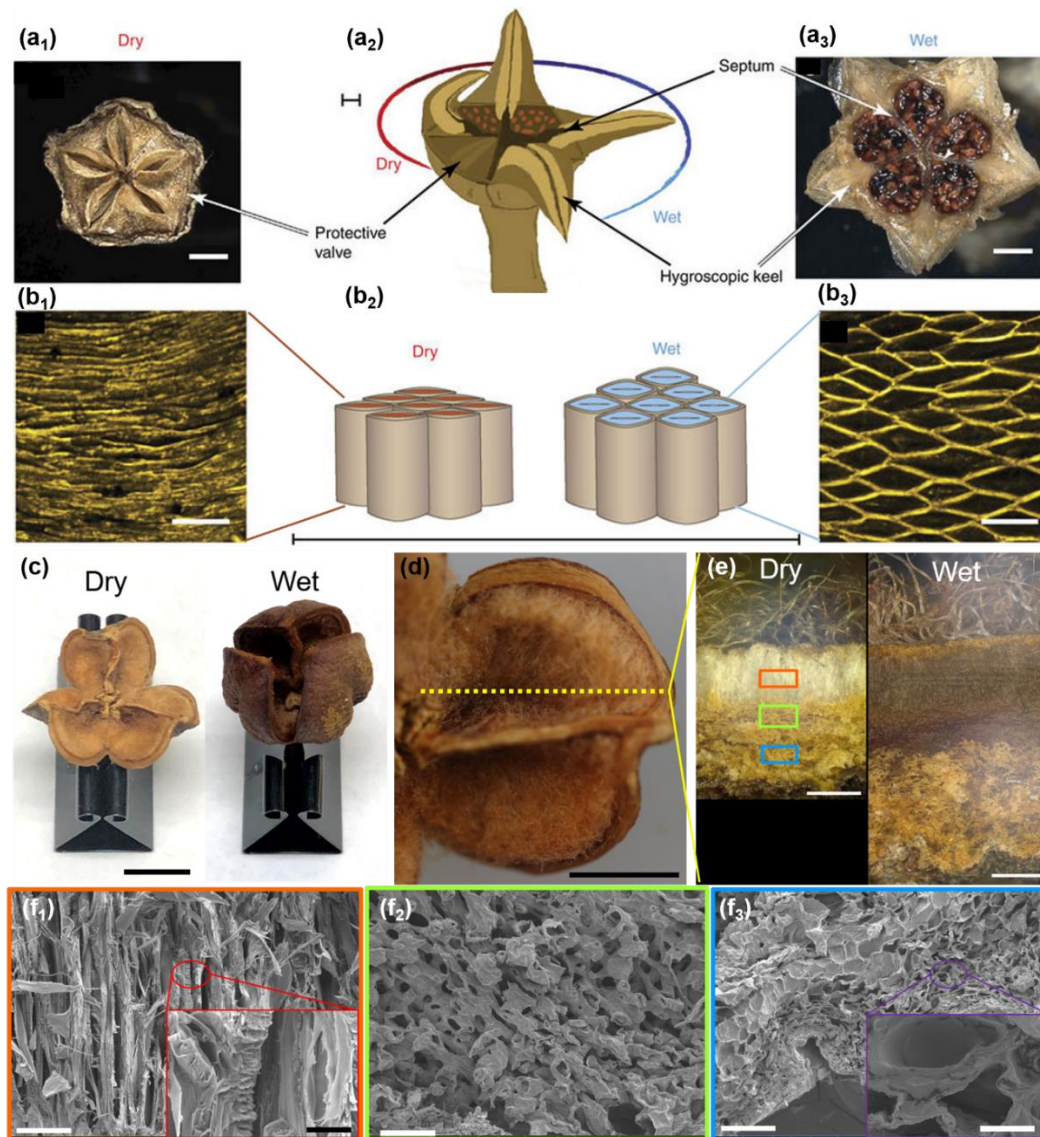 (a₁)
Dry
(a₂)
Septum
(a₃)
Wet
Dry
Wet
Protective
valve
Hygroscopic keel
(b₁)
(b₂)
(b₃)
Dry
Wet
(c)
Dry
Wet
(d)
(e)
Dry
Wet
(f₁)
(f₂)
(f₃)